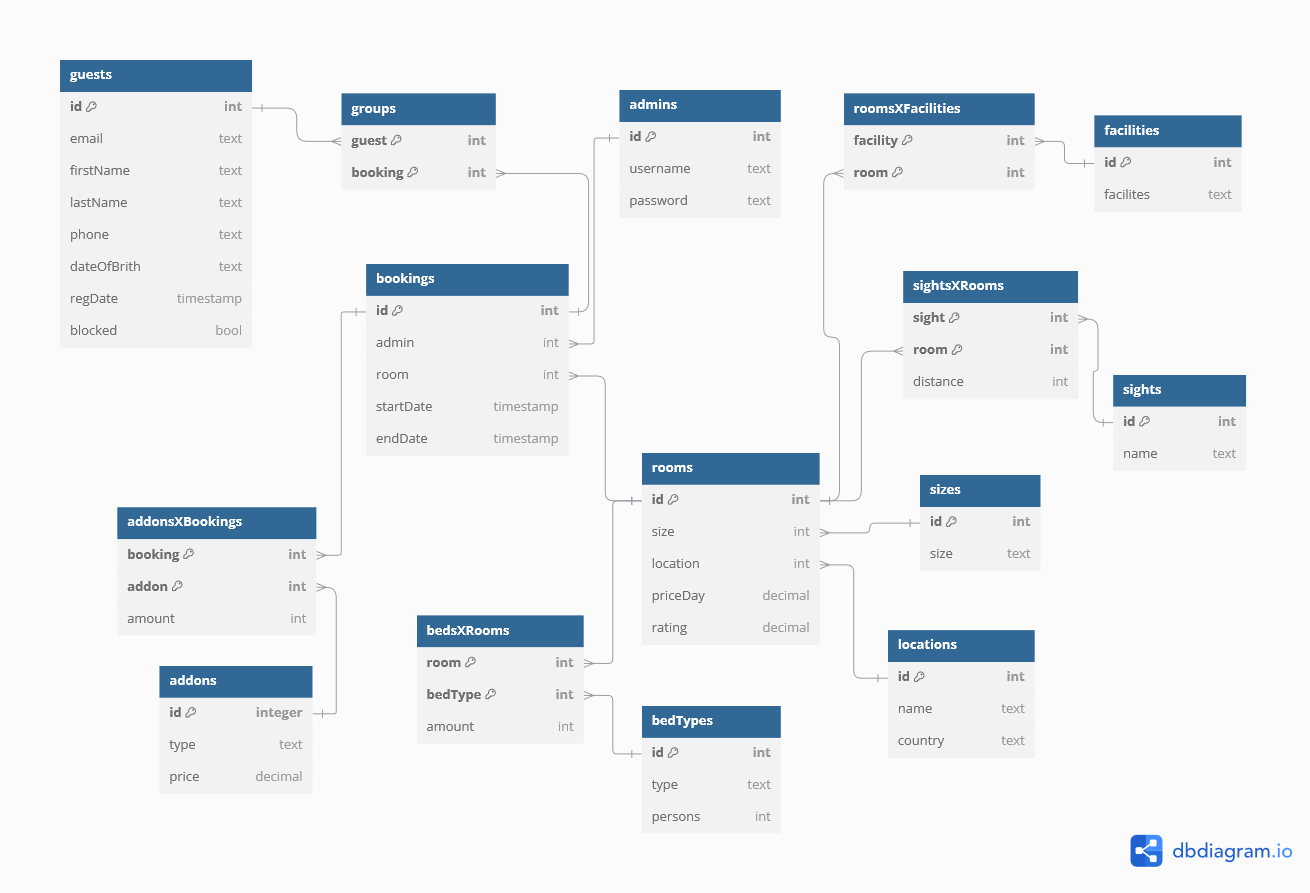 guests
id int
email text
firstName text
lastName text
phone text
dateOfBrith text
regDate timestamp
blocked bool
groups
guest int
booking int
admins
id int
username text
password text
roomsXFacilities
facility int
room int
facilities
id int
facilites text
bookings
id int
admin int
room int
startDate timestamp
endDate timestamp
sightsXRooms
sight int
room int
distance int
sights
id int
name text
rooms
id int
size int
location int
priceDay decimal
rating decimal
sizes
id int
size text
addonsXBookings
booking int
addon int
amount int
bedsXRooms
room int
bedType int
amount int
locations
id int
name text
country text
addons
id integer
type text
price decimal
bedTypes
id int
type text
persons int
dbdiagram.io